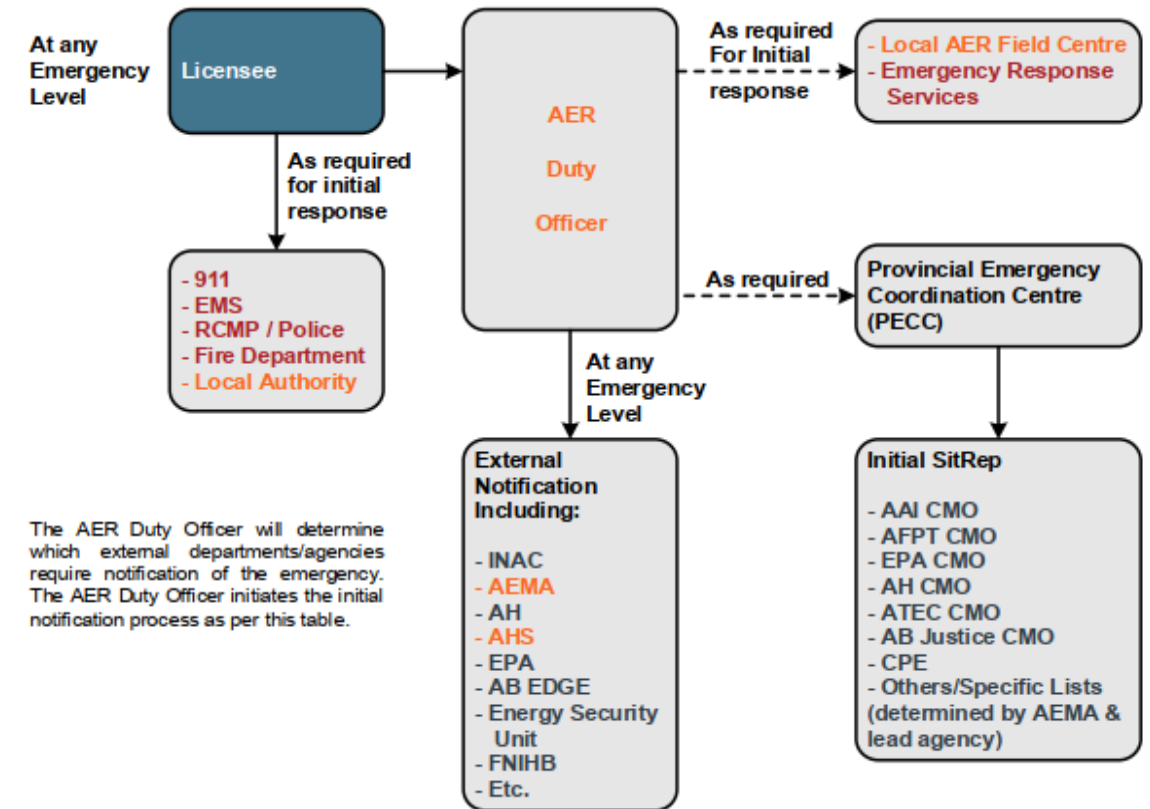 At any
Emergency
Level
Licensee
As required
for initial
response
- 911
- EMS
- RCMP / Police
- Fire Department
- Local Authority
AER
Duty
Officer
As required
For Initial
response
- Local AER Field Centre
- Emergency Response
Services
As required
Provincial Emergency
Coordination Centre
(PECC)
At any
Emergency
Level
External
Notification
Including:
- INAC
- AEMA
- AH
- AHS
- EPA
- AB EDGE
- Energy Security
Unit
- FNIHB
- Etc.
Initial SitRep
- AAI CMO
- AFPT CMO
- EPA CMO
- AH CMO
- ATEC CMO
- AB Justice CMO
- CPE
- Others/Specific Lists
(determined by AEMA &
lead agency)
The AER Duty Officer will determine
which external departments/agencies
require notification of the emergency.
The AER Duty Officer initiates the initial
notification process as per this table.